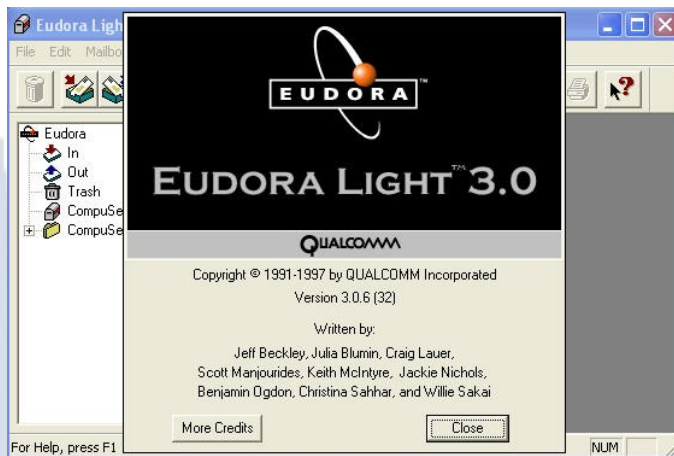 Eudora Ligh
File Edit Mailbo
EUDORA™
EUDORA LIGHT™ 3.0
QUALCOMM
Copyright © 1991-1997 by QUALCOMM Incorporated
Version 3.0.6 (32)
Written by:
Jeff Beckley, Julia Blumin, Craig Lauer,
Scott Manjourides, Keith McIntyre, Jackie Nichols,
Benjamin Ogdon, Christina Sahhar, and Willie Sakai
More Credits
Close
Eudora
In
Out
Trash
CompuSe
CompuSe
For Help, press F1
NUM